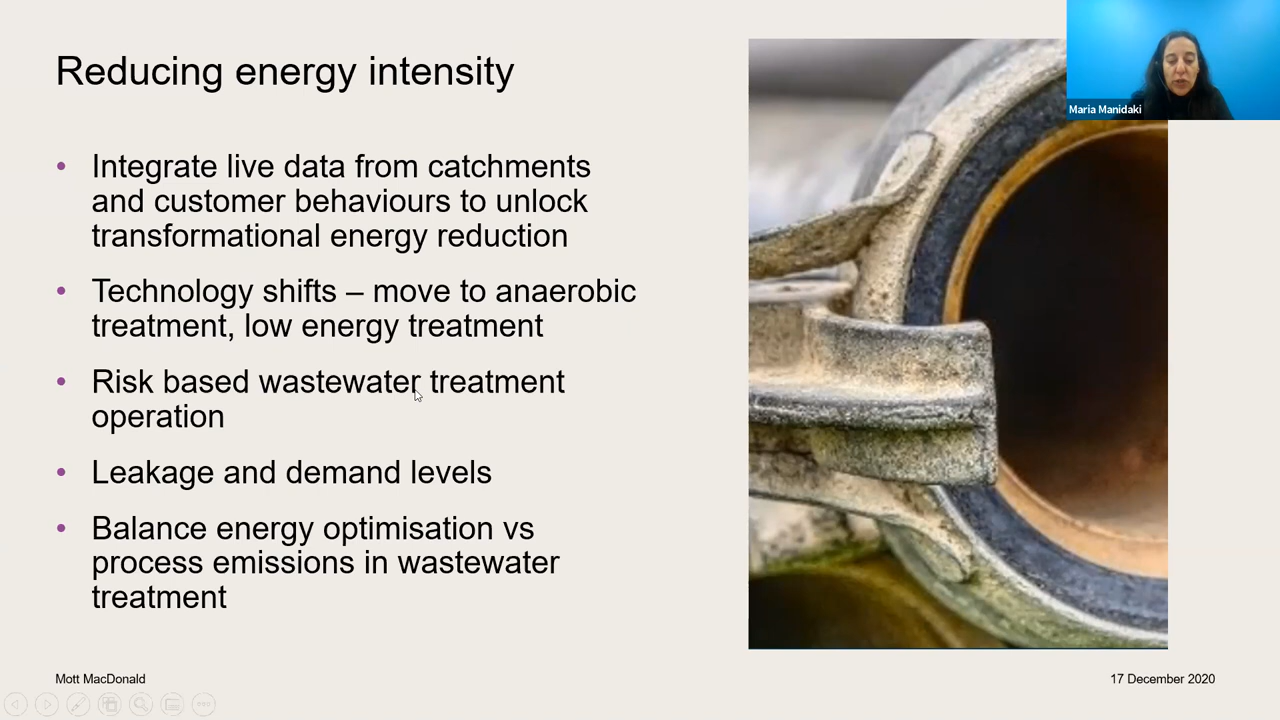 Reducing energy intensity
Maria Manidaki
• Integrate live data from catchments
and customer behaviours to unlock
transformational energy reduction
• Technology shifts – move to anaerobic
treatment, low energy treatment
• Risk based wastewater treatment
operation
• Leakage and demand levels
• Balance energy optimisation vs
process emissions in wastewater
treatment
Mott MacDonald
17 December 2020